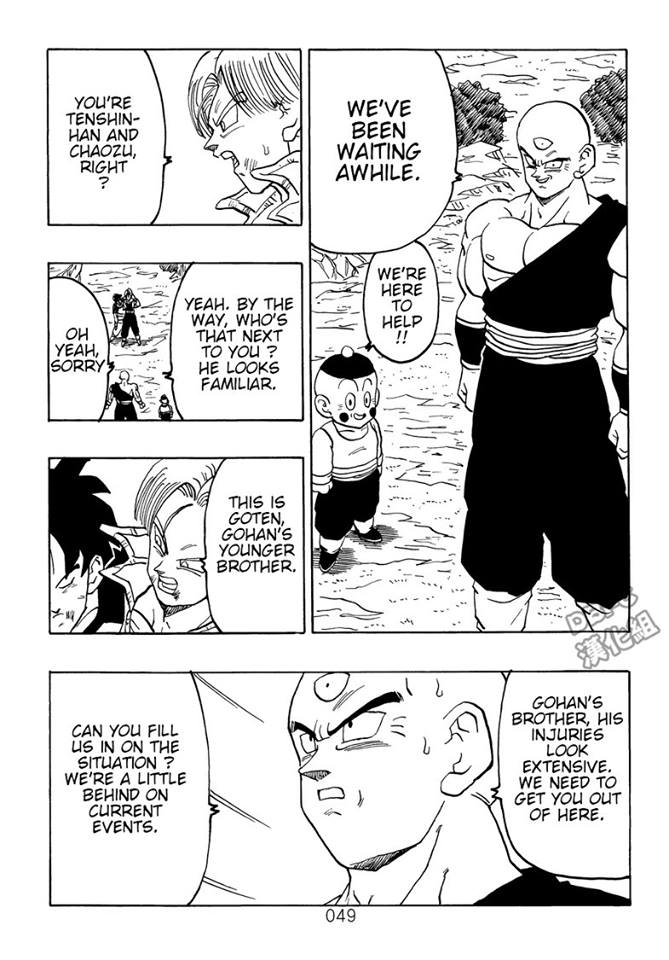 WE'VE
BEEN
WAITING
AWHILE.
WE'RE
HERE
TO
HELP
!!
YOU'RE
TENSHIN-
HAN AND
CHAOZU,
RIGHT
?
YEAH. BY THE
WAY, WHO'S
THAT NEXT
TO YOU ?
HE LOOKS
FAMILIAR.
OH
YEAH,
SORRY
THIS IS
GOTEN,
GOHAN'S
YOUNGER
BROTHER.
GOHAN'S
BROTHER, HIS
INJURIES
LOOK
EXTENSIVE.
WE NEED TO
GET YOU OUT
OF HERE.
CAN YOU FILL
US IN ON THE
SITUATION ?
WE'RE A LITTLE
BEHIND ON
CURRENT
EVENTS.
漢化組
049